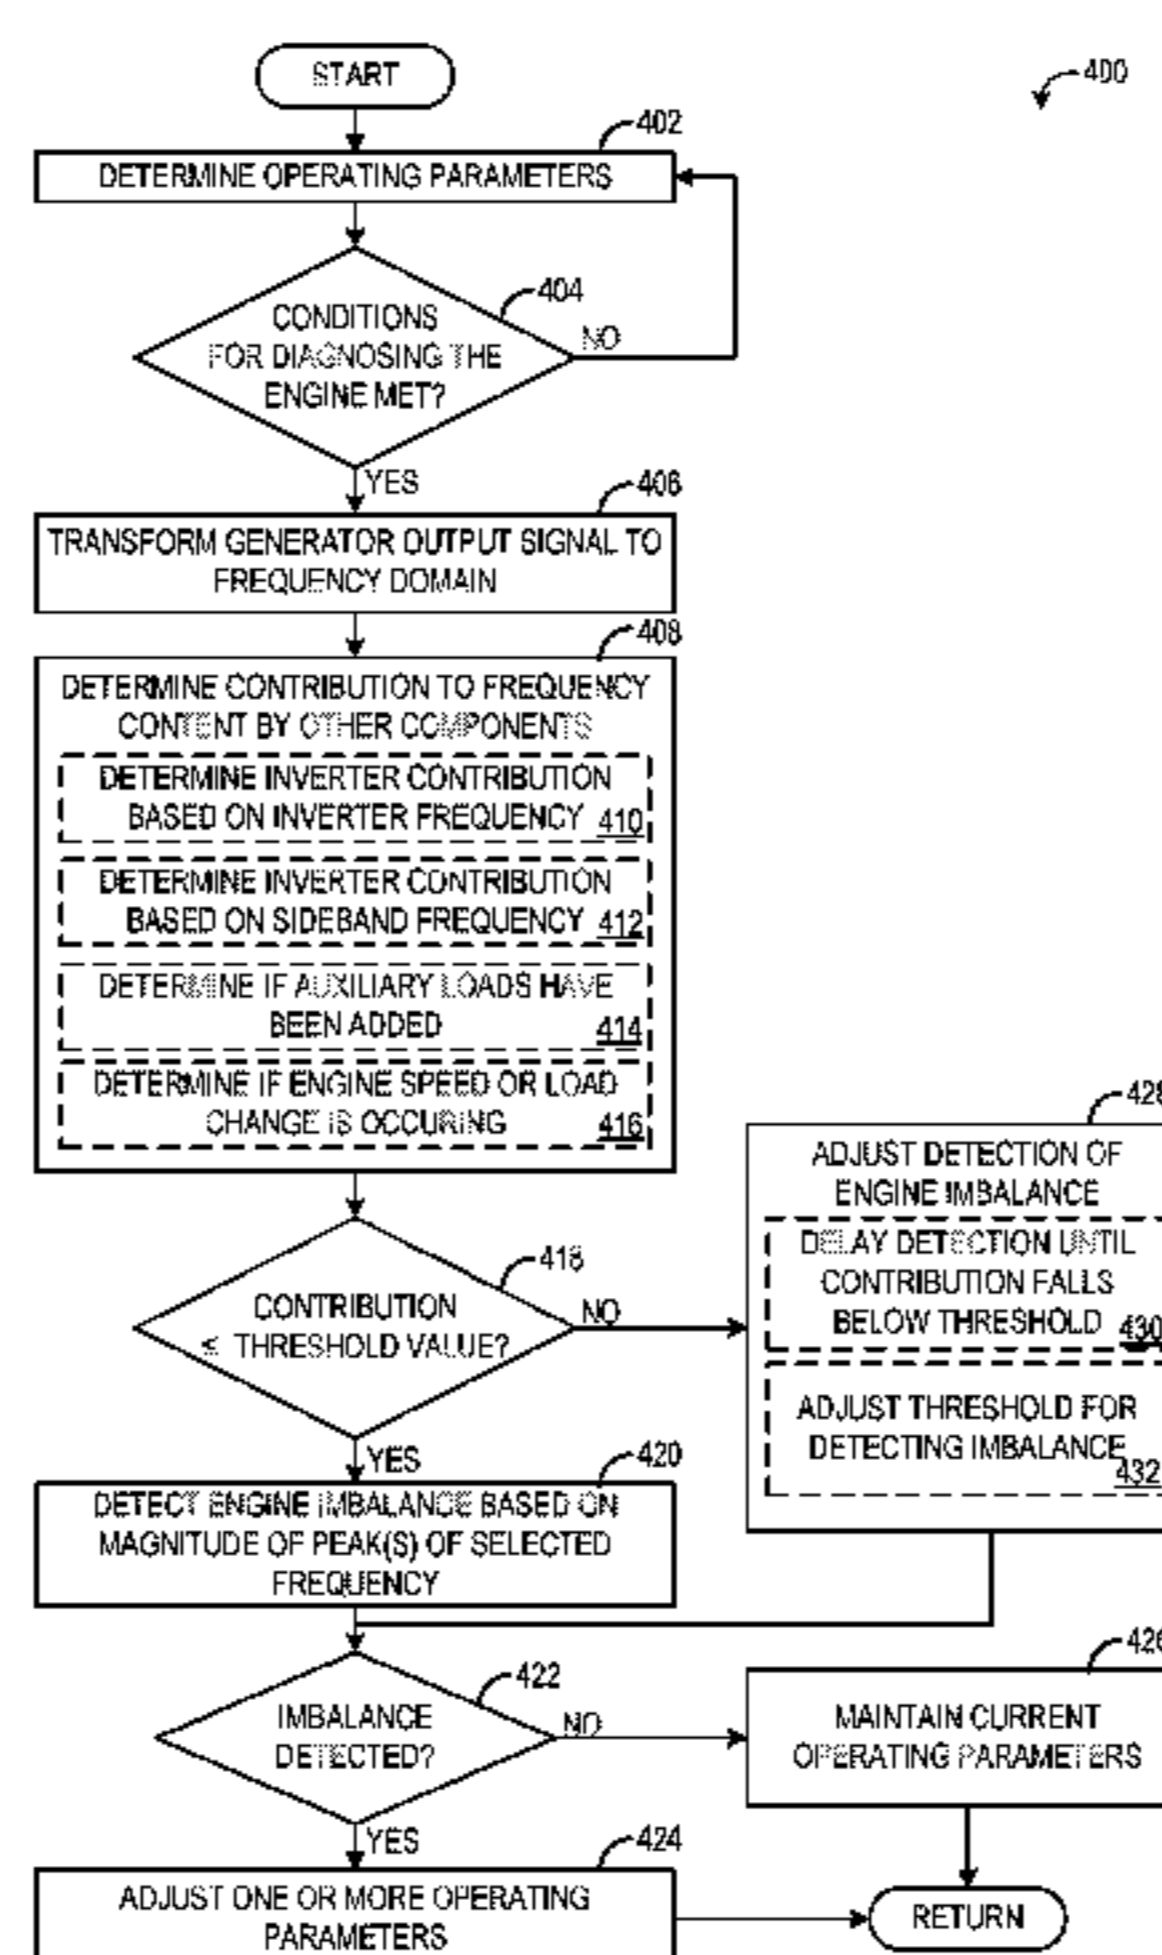 START
400
402
DETERMINE OPERATING PARAMETERS
404
CONDITIONS
FOR DIAGNOSING THE
ENGINE MET?
NO
YES
406
TRANSFORM GENERATOR OUTPUT SIGNAL TO
FREQUENCY DOMAIN
408
DETERMINE CONTRIBUTION TO FREQUENCY
CONTENT BY OTHER COMPONENTS
DETERMINE INVERTER CONTRIBUTION
BASED ON INVERTER FREQUENCY 410
DETERMINE INVERTER CONTRIBUTION
BASED ON SIDEBAND FREQUENCY 412
DETERMINE IF AUXILIARY LOADS HAVE
BEEN ADDED 414
DETERMINE IF ENGINE SPEED OR LOAD
CHANGE IS OCCURING 416
418
CONTRIBUTION
≤ THRESHOLD VALUE?
NO
428
ADJUST DETECTION OF
ENGINE IMBALANCE
DELAY DETECTION UNTIL
CONTRIBUTION FALLS
BELOW THRESHOLD 430
ADJUST THRESHOLD FOR
DETECTING IMBALANCE
432
YES
420
DETECT ENGINE IMBALANCE BASED ON
MAGNITUDE OF PEAK(S) OF SELECTED
FREQUENCY
422
IMBALANCE
DETECTED?
NO
426
MAINTAIN CURRENT
OPERATING PARAMETERS
YES
424
ADJUST ONE OR MORE OPERATING
PARAMETERS
RETURN